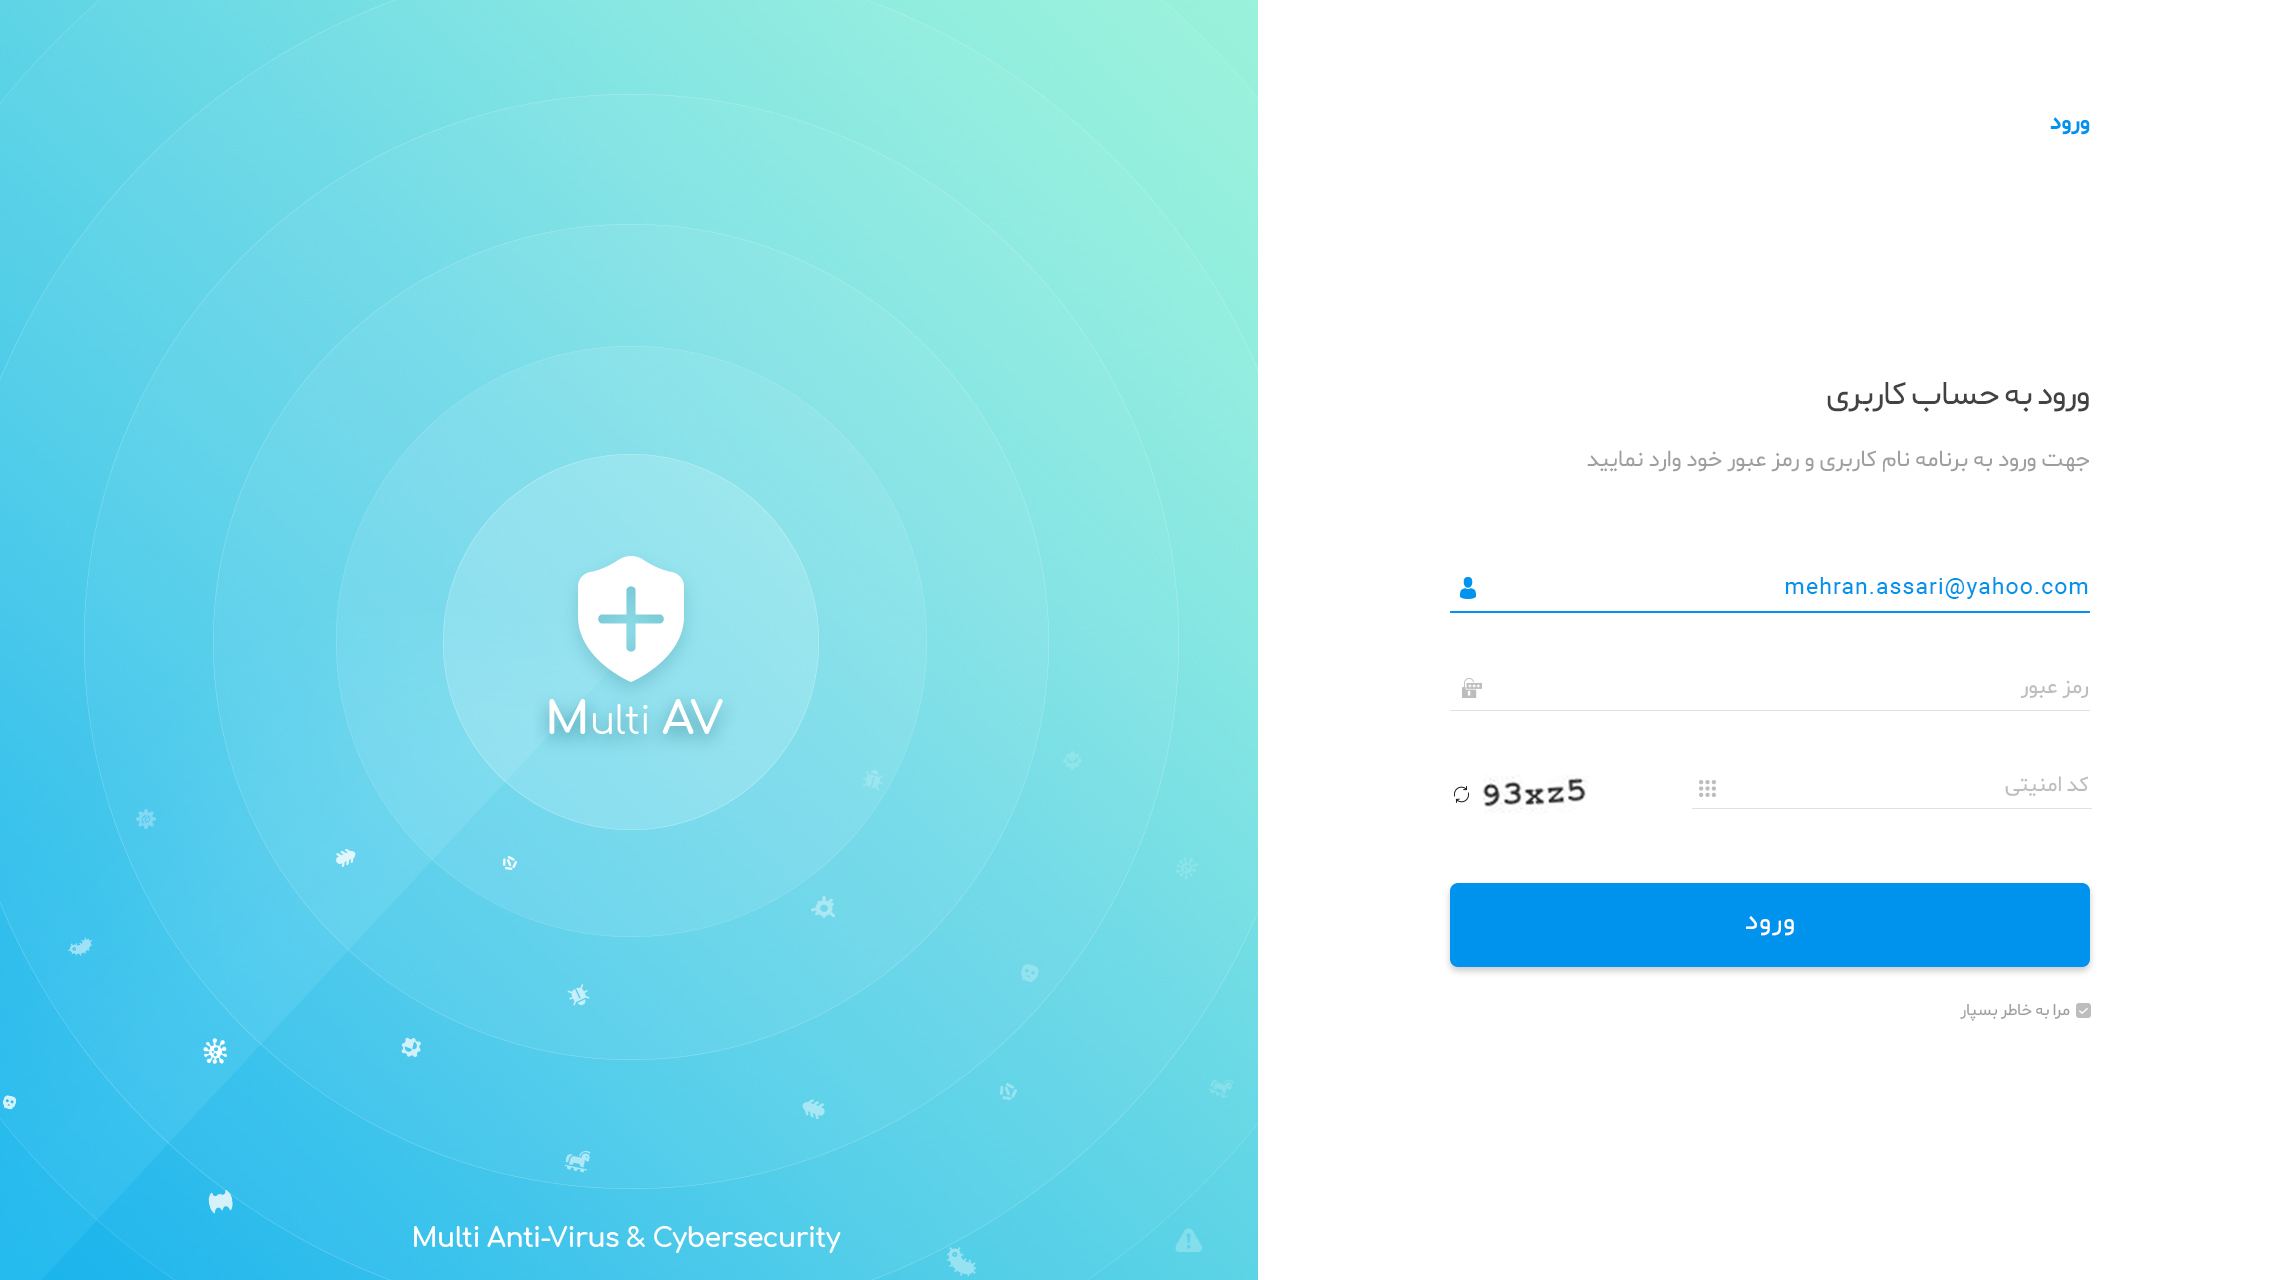 Multi AV
Multi Anti-Virus & Cybersecurity
ورود
ورود به حساب کاربری
جهت ورود به برنامه نام کاربری و رمز عبور خود وارد نمایید
mehran.assari@yahoo.com
رمز عبور
کد امنیتی
93xz5
ورود
مرا به خاطر بسپار